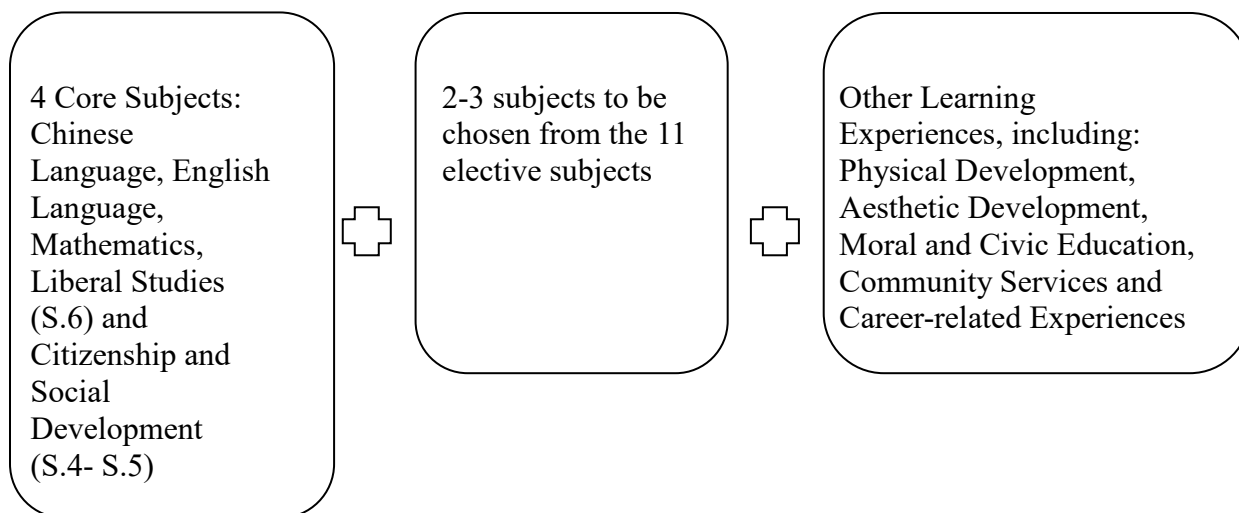 4 Core Subjects:
Chinese
Language, English
Language,
Mathematics,
Liberal Studies
(S.6) and
Citizenship and
Social
Development
(S.4- S.5)
2-3 subjects to be
chosen from the 11
elective subjects
Other Learning
Experiences, including:
Physical Development,
Aesthetic Development,
Moral and Civic Education,
Community Services and
Career-related Experiences